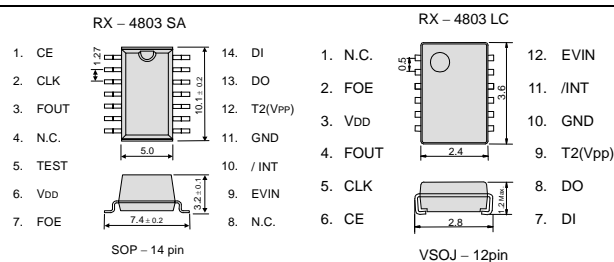 RX – 4803 SA
1. CE
2. CLK
3. FOUT
4. N.C.
5. TEST
6. VDD
7. FOE
1.27
10.1 ± 0.2
5.0
3.2 ± 0.1
7.4 ± 0.2
14. DI
13. DO
12. T2(VPP)
11. GND
10. / INT
9. EVIN
8. N.C.
SOP – 14 pin
RX – 4803 LC
1. N.C.
2. FOE
3. VDD
4. FOUT
5. CLK
6. CE
0.5
3.6
2.4
1.2 Max.
2.8
12. EVIN
11. /INT
10. GND
9. T2(Vpp)
8. DO
7. DI
VSOJ – 12pin